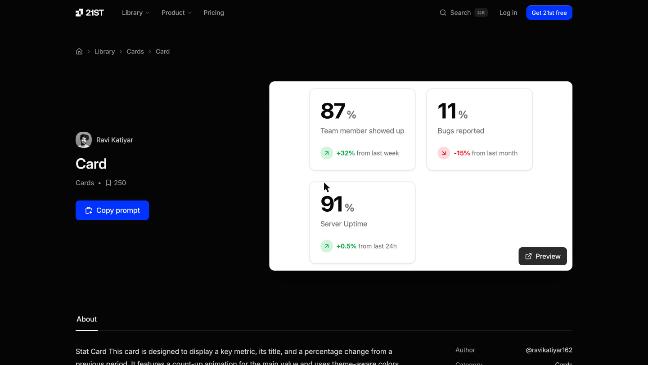 21ST
Library
Product
Pricing
Search
⌘K
Log in
Get 21st free
Library > Cards > Card
Ravi Katiyar
Card
Cards • 250
Copy prompt
87 %
Team member showed up
+32% from last week
11 %
Bugs reported
-15% from last month
91 %
Server Uptime
+0.5% from last 24h
Preview
About
Stat Card This card is designed to display a key metric, its title, and a percentage change from a
previous period. It features a count-up animation for the main value and uses theme-aware colors
Author
@ravikatiyar162
Category
Cards